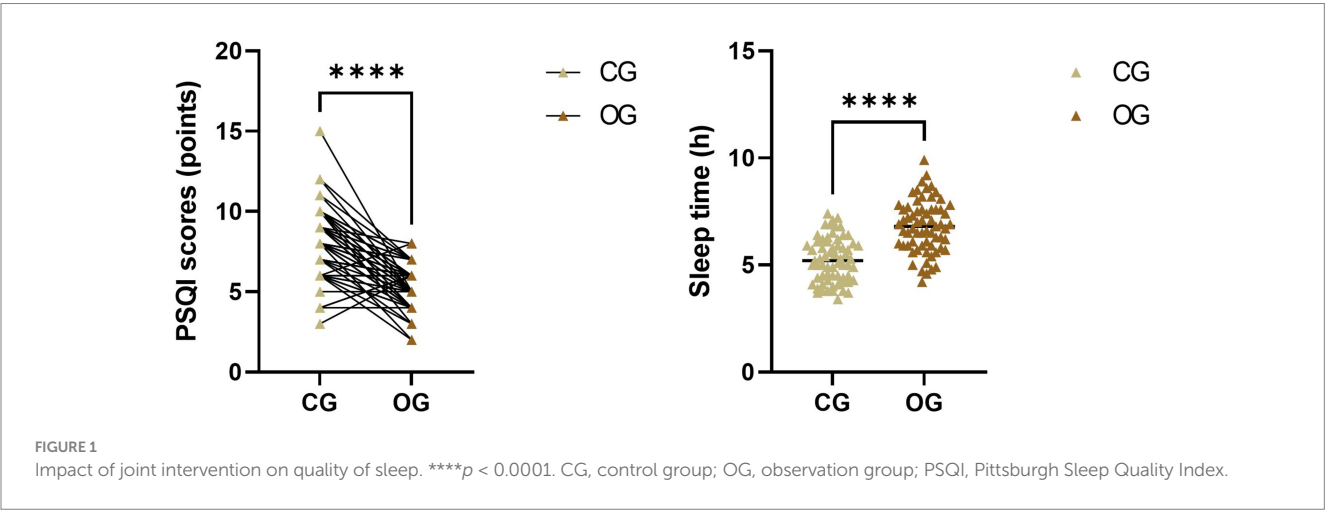 20
15
10
5
0
PSQI scores (points)
****
CG
OG
CG
OG
15
10
5
0
Sleep time (h)
****
CG
OG
CG
OG
FIGURE 1
Impact of joint intervention on quality of sleep. ****p < 0.0001. CG, control group; OG, observation group; PSQI, Pittsburgh Sleep Quality Index.